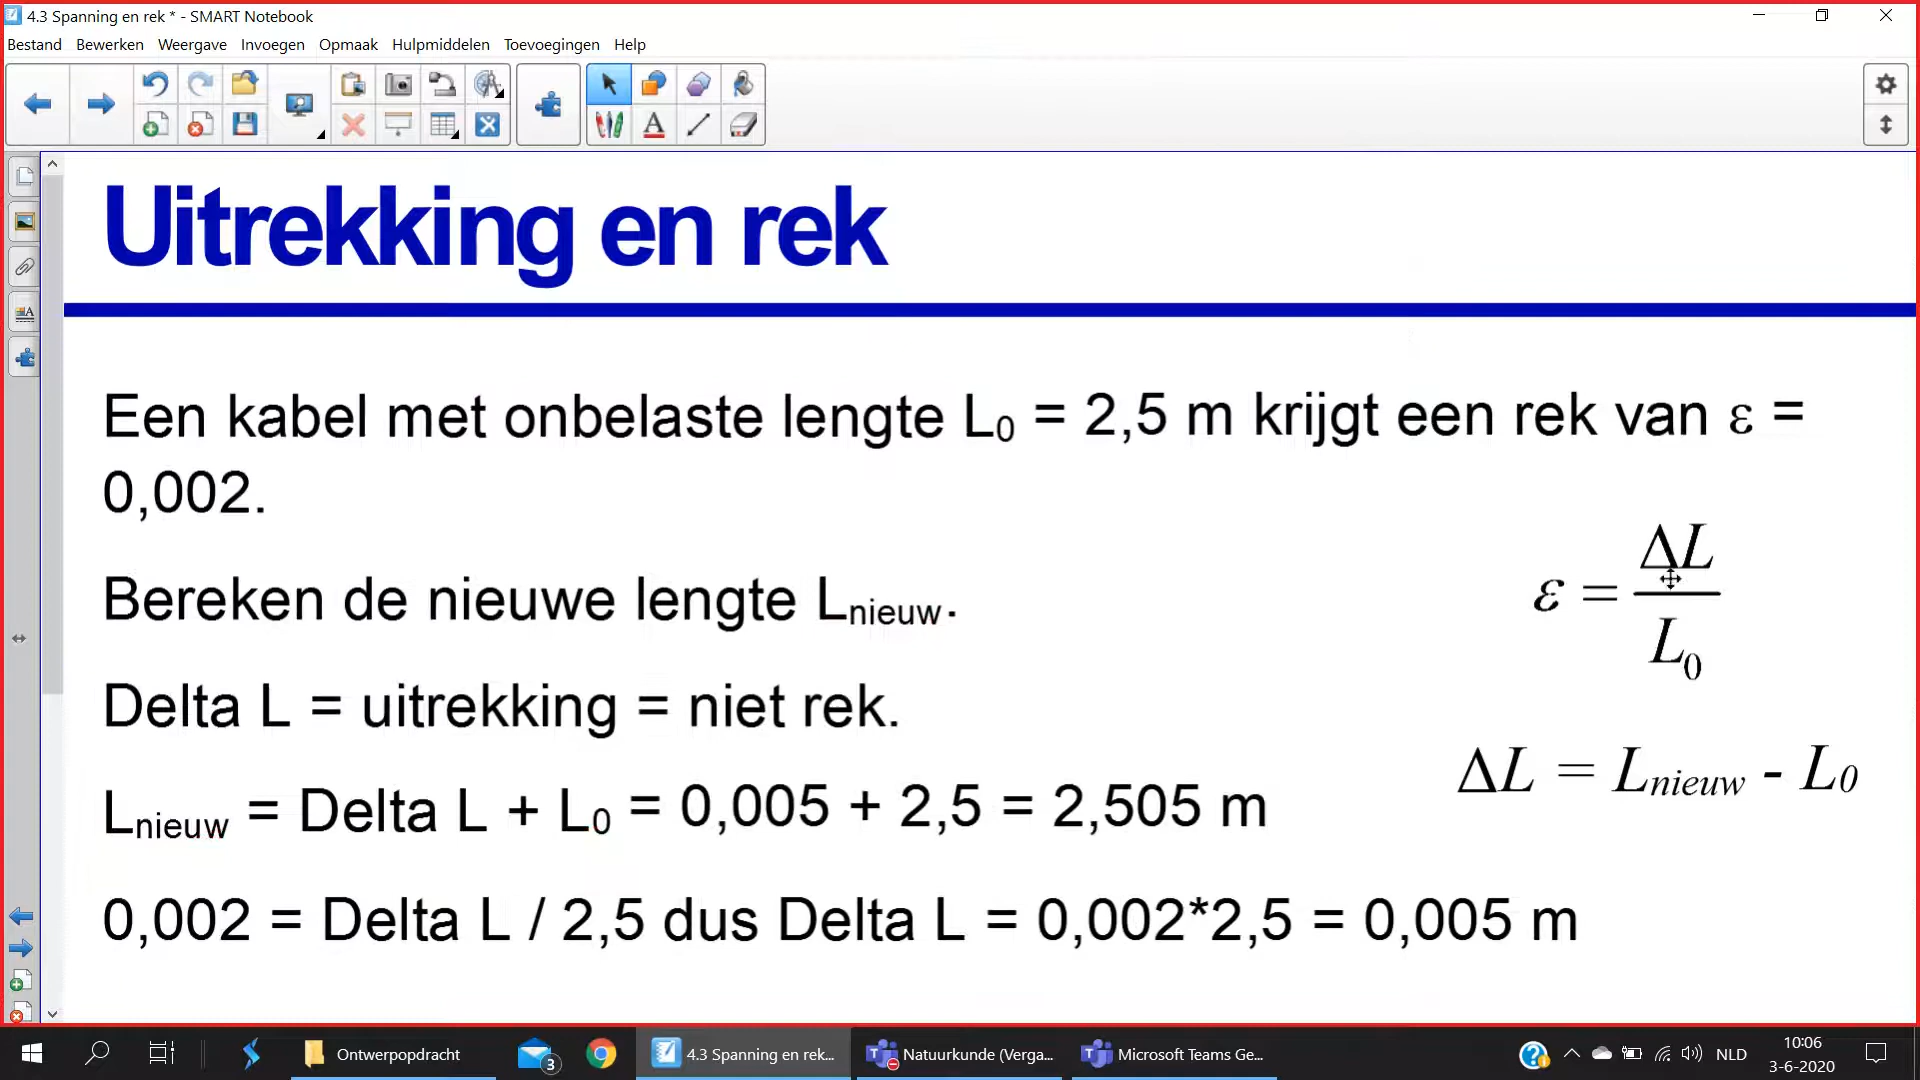 4.3 Spanning en rek * - SMART Notebook
Bestand Bewerken Weergave Invoegen Opmaak Hulpmiddelen Toevoegingen Help
Uitrekking en rek
Een kabel met onbelaste lengte L₀ = 2,5 m krijgt een rek van ε =
0,002.
Bereken de nieuwe lengte Lnieuw.
Delta L = uitrekking = niet rek.
Lnieuw = Delta L + L₀ = 0,005 + 2,5 = 2,505 m
0,002 = Delta L / 2,5 dus Delta L = 0,002*2,5 = 0,005 m
ε = ΔL / L₀
ΔL = Lnieuw - L₀
Ontwerpopdracht
3
4.3 Spanning en rek...
Natuurkunde (Verga...
Microsoft Teams Ge...
NLD
10:06
3-6-2020